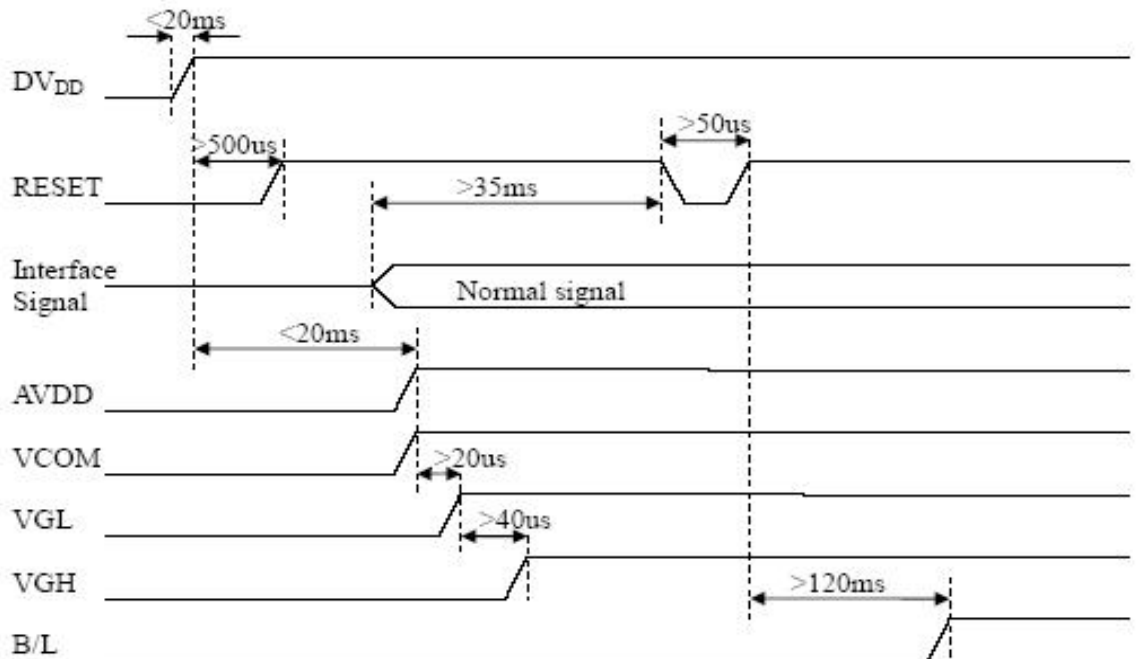 <20ms
DVDD
>500us
>50us
RESET
>35ms
Interface
Signal
Normal signal
<20ms
AVDD
VCOM
>20us
VGL
>40us
VGH
>120ms
B/L